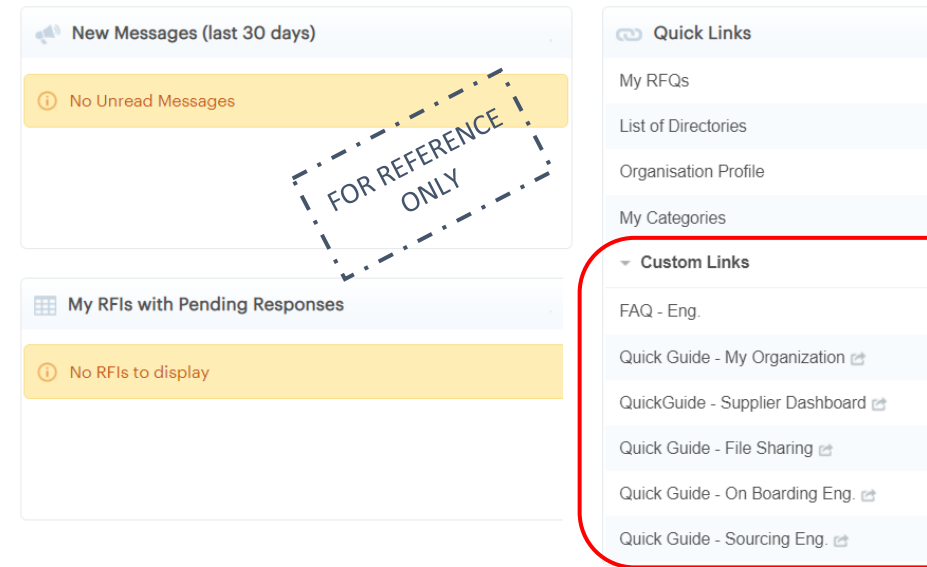 New Messages (last 30 days)
No Unread Messages
FOR REFERENCE
ONLY
My RFIs with Pending Responses
No RFIs to display
Quick Links
My RFQs
List of Directories
Organisation Profile
My Categories
Custom Links
FAQ - Eng.
Quick Guide - My Organization
QuickGuide - Supplier Dashboard
Quick Guide - File Sharing
Quick Guide - On Boarding Eng.
Quick Guide - Sourcing Eng.